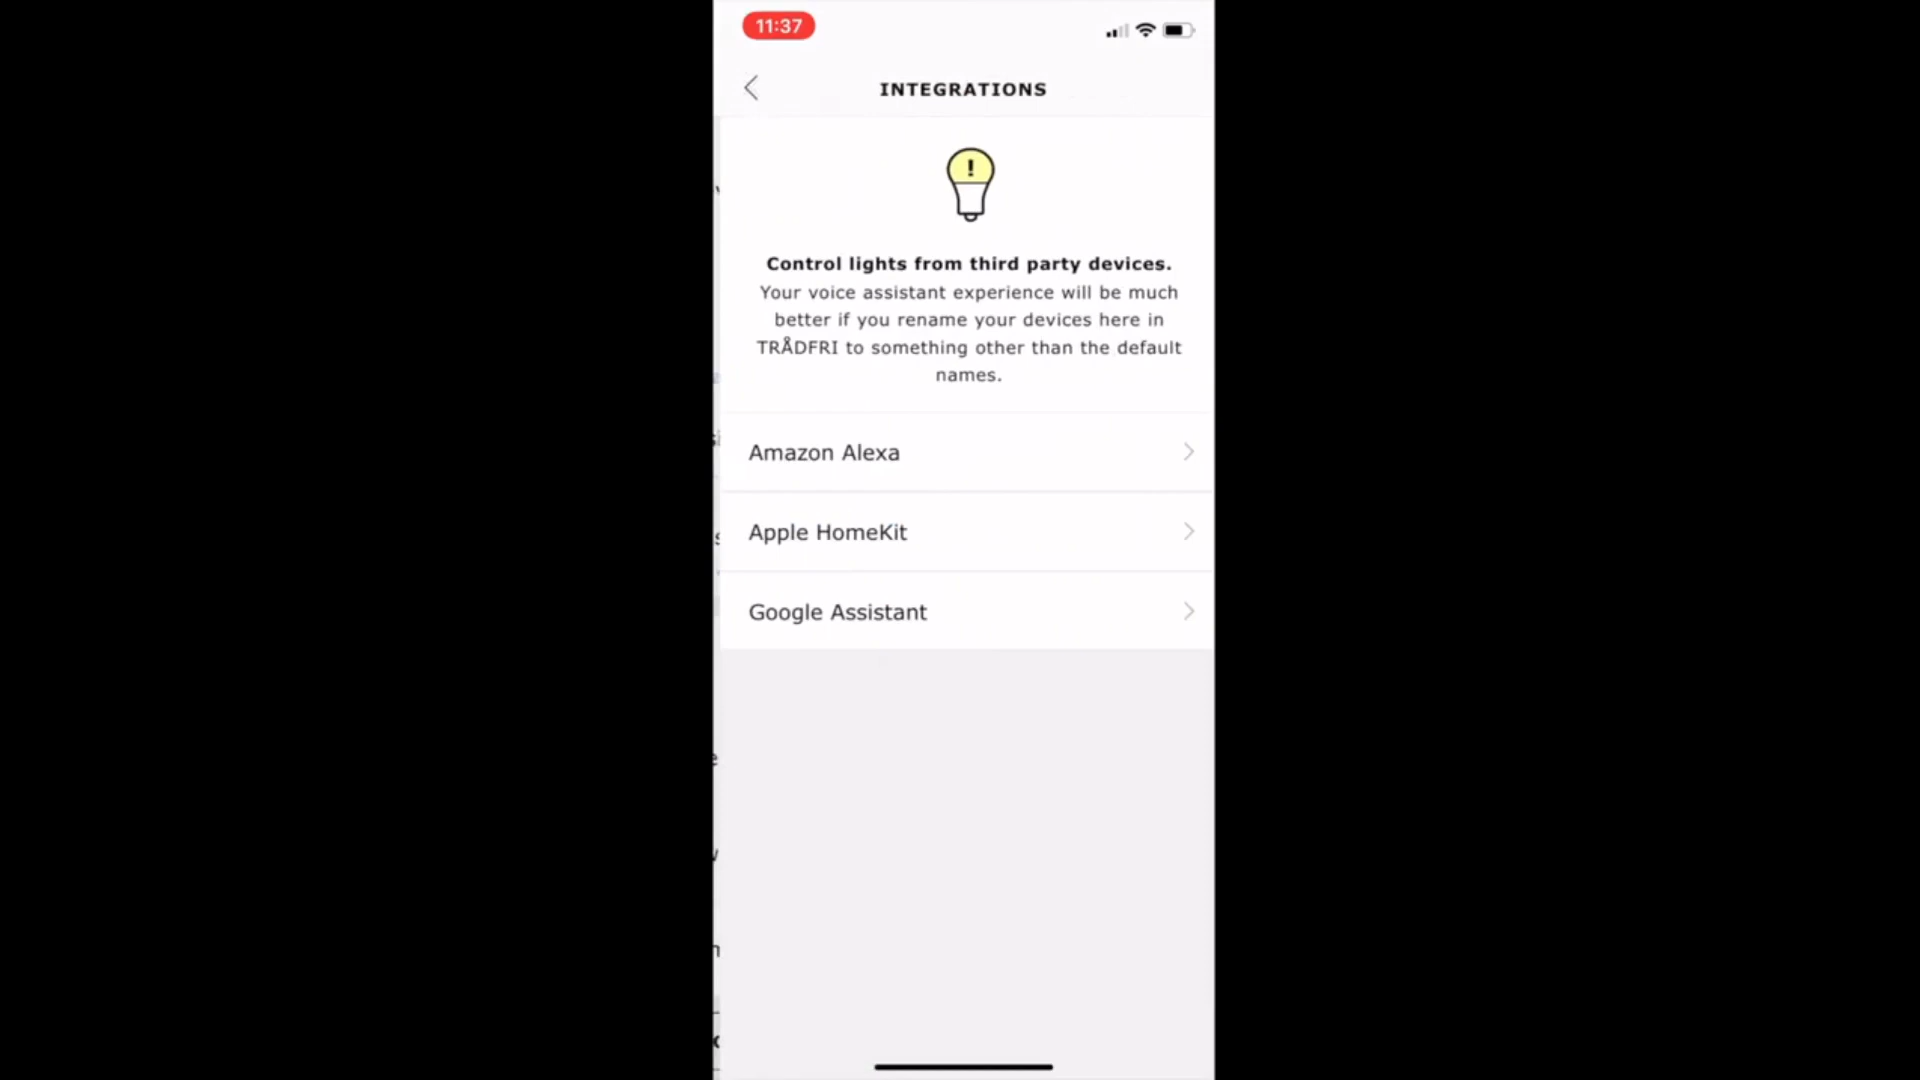 11:37
INTEGRATIONS
!
Control lights from third party devices.
Your voice assistant experience will be much
better if you rename your devices here in
TRÅDFRI to something other than the default
names.
Amazon Alexa
Apple HomeKit
Google Assistant